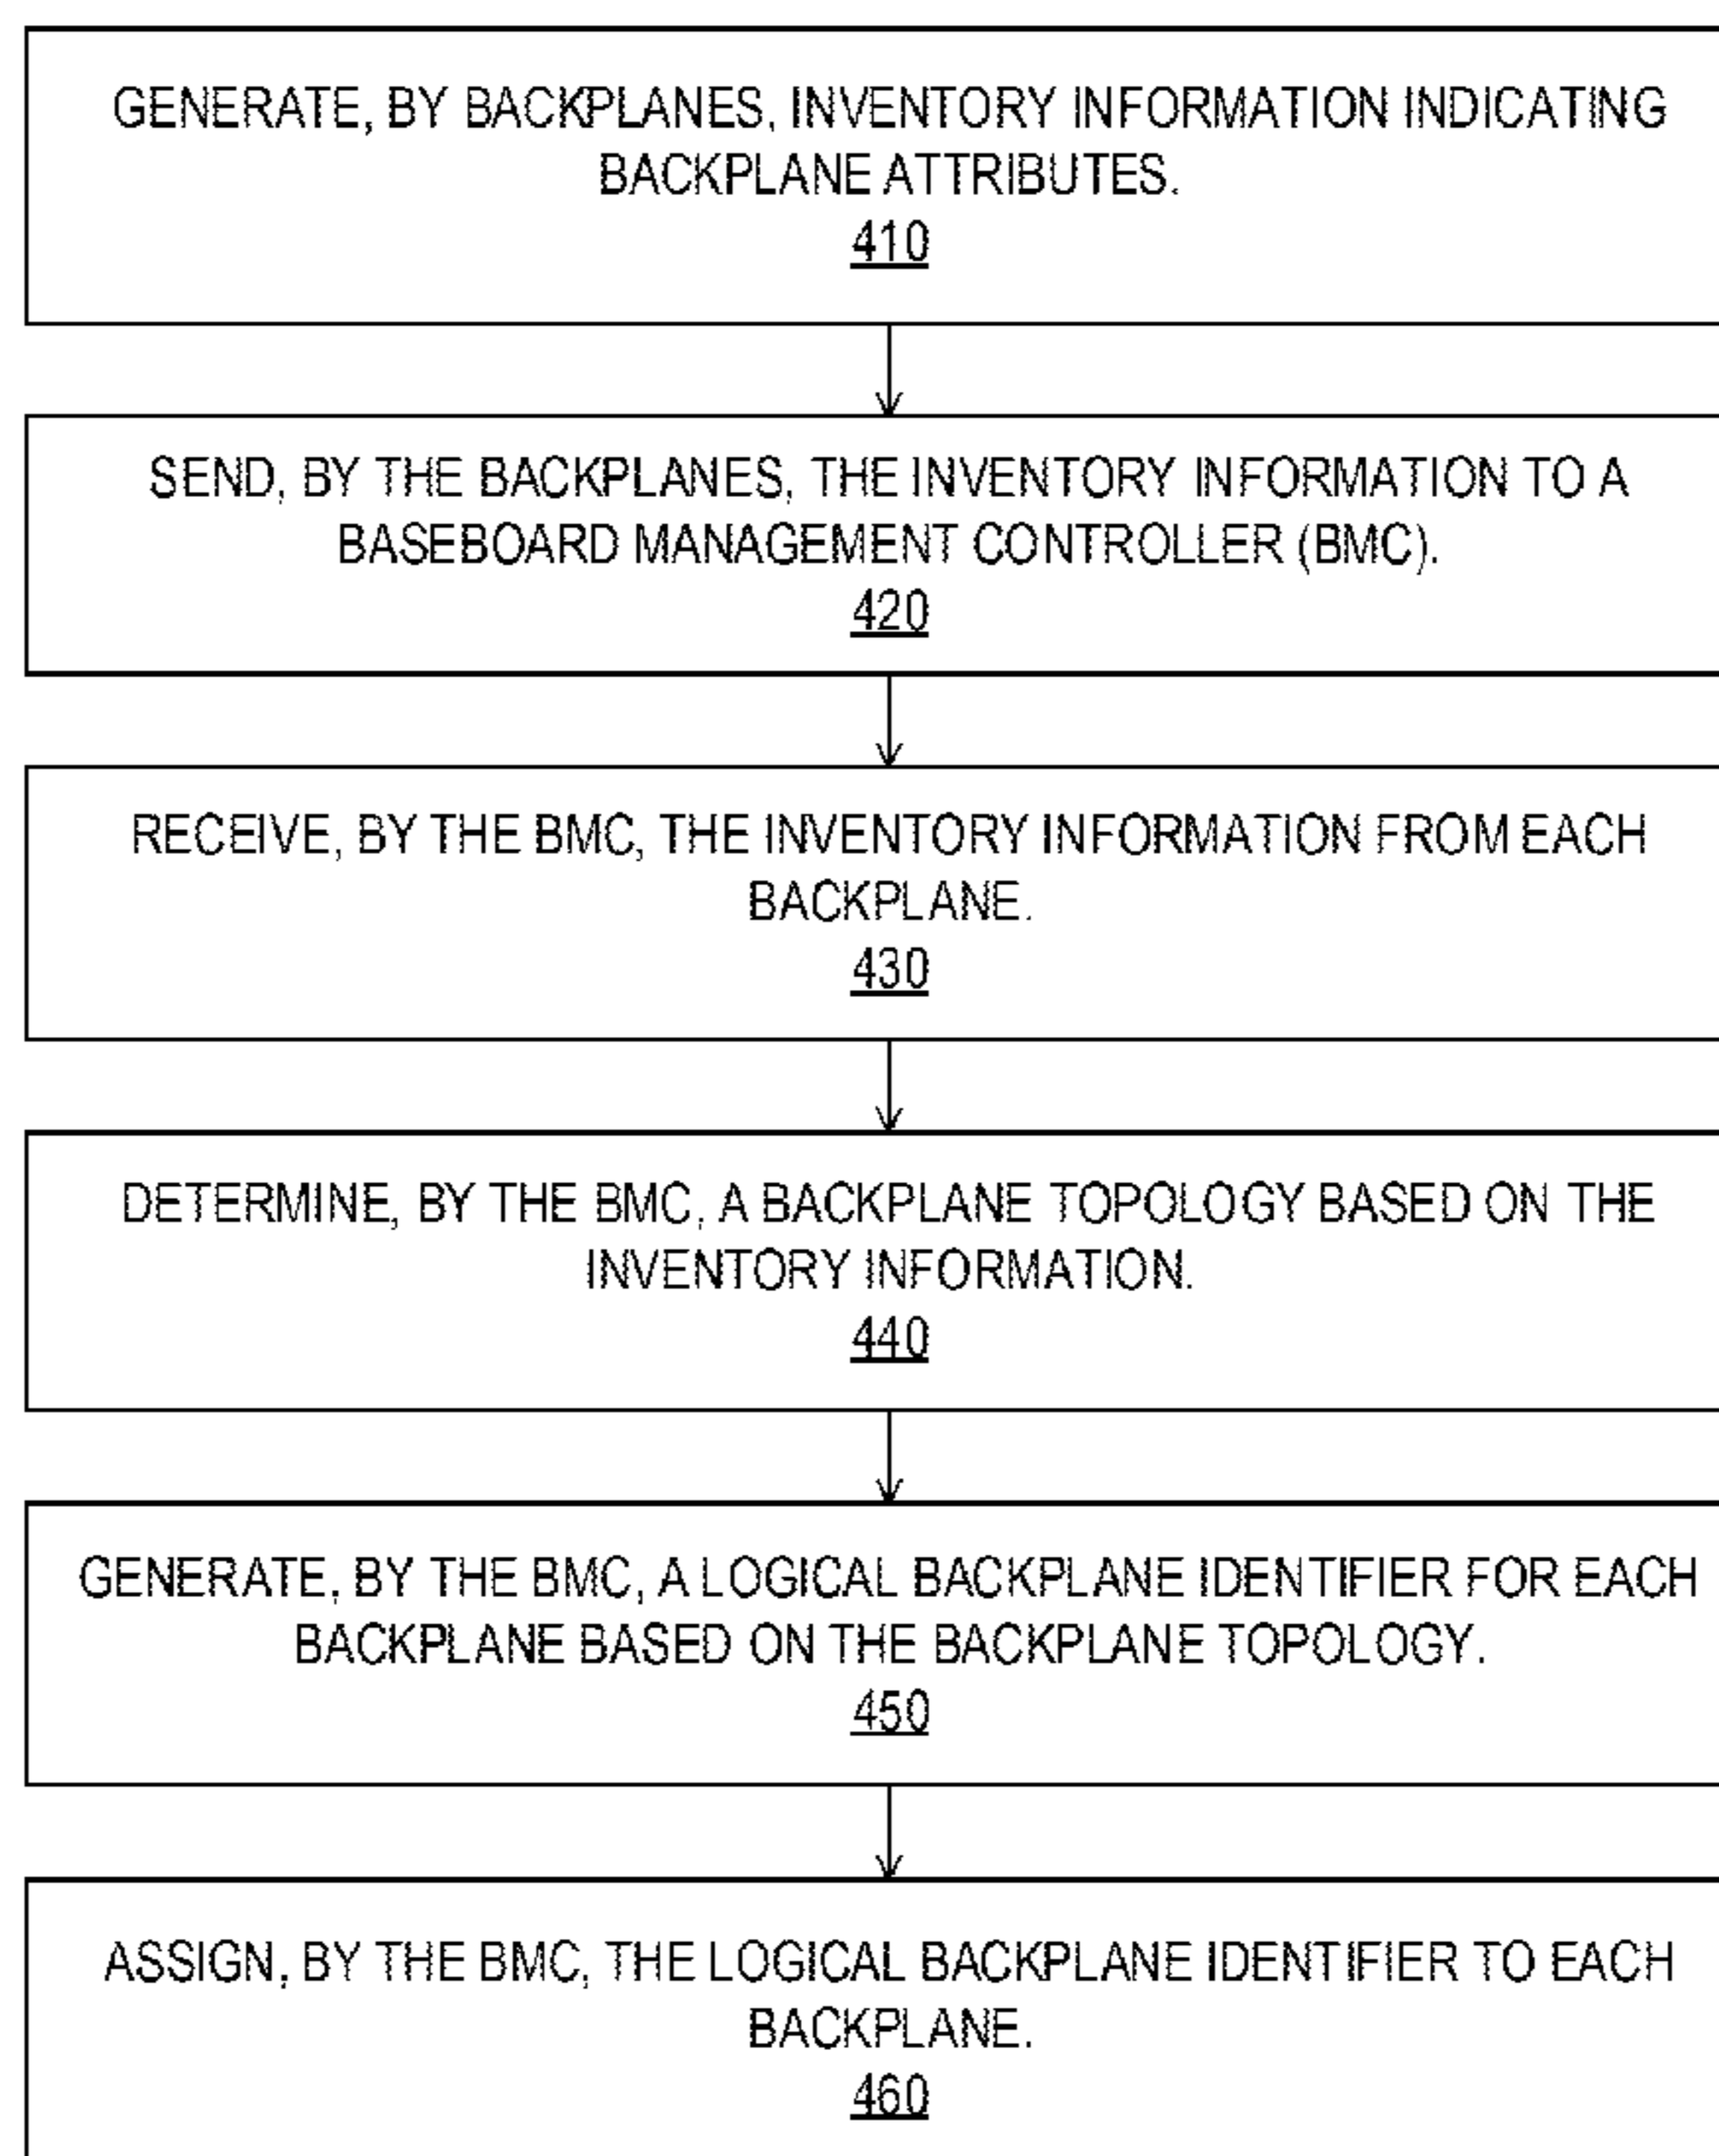 GENERATE, BY BACKPLANES, INVENTORY INFORMATION INDICATING
BACKPLANE ATTRIBUTES.
410
SEND, BY THE BACKPLANES, THE INVENTORY INFORMATION TO A
BASEBOARD MANAGEMENT CONTROLLER (BMC).
420
RECEIVE, BY THE BMC, THE INVENTORY INFORMATION FROM EACH
BACKPLANE.
430
DETERMINE, BY THE BMC, A BACKPLANE TOPOLOGY BASED ON THE
INVENTORY INFORMATION.
440
GENERATE, BY THE BMC, A LOGICAL BACKPLANE IDENTIFIER FOR EACH
BACKPLANE BASED ON THE BACKPLANE TOPOLOGY.
450
ASSIGN, BY THE BMC, THE LOGICAL BACKPLANE IDENTIFIER TO EACH
BACKPLANE.
460